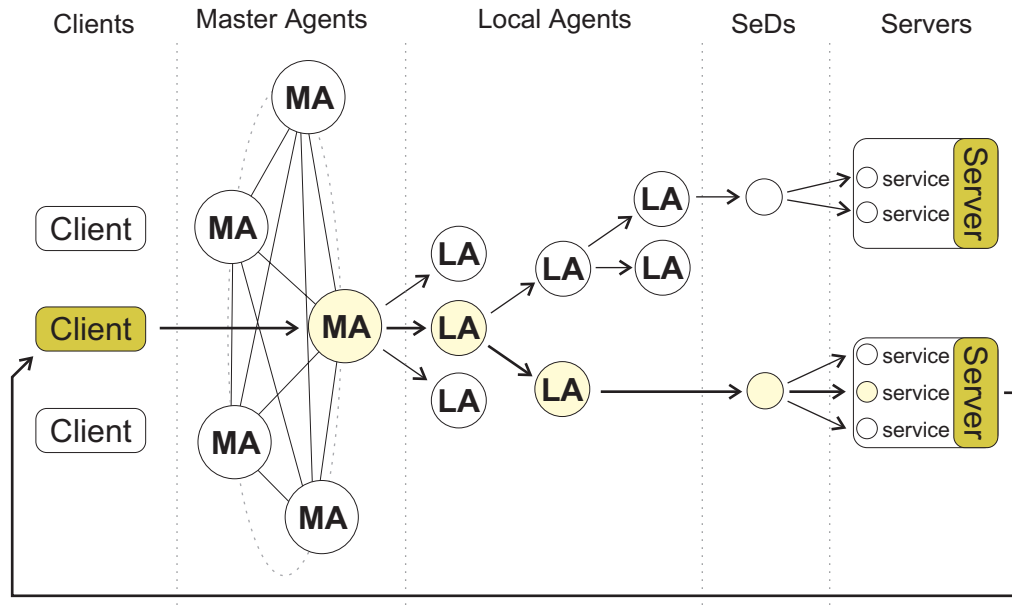 Clients
Master Agents
Local Agents
SeDs
Servers
MA
MA
MA
MA
MA
Client
Client
Client
LA
LA
LA
LA
LA
LA
LA
service
service
Server
service
service
service
Server